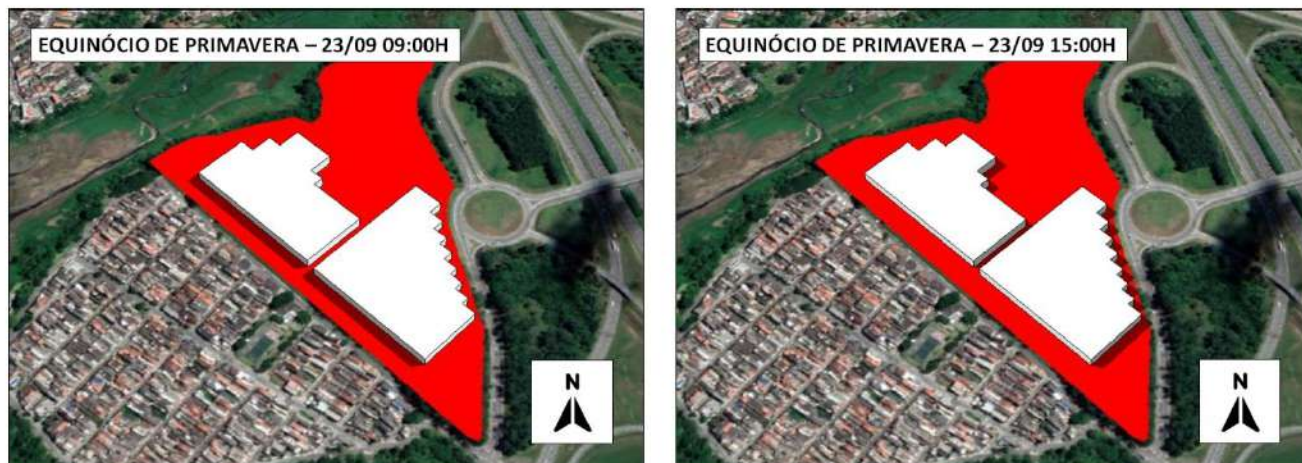 EQUINÓCIO DE PRIMAVERA – 23/09 09:00H
EQUINÓCIO DE PRIMAVERA – 23/09 15:00H
N
N